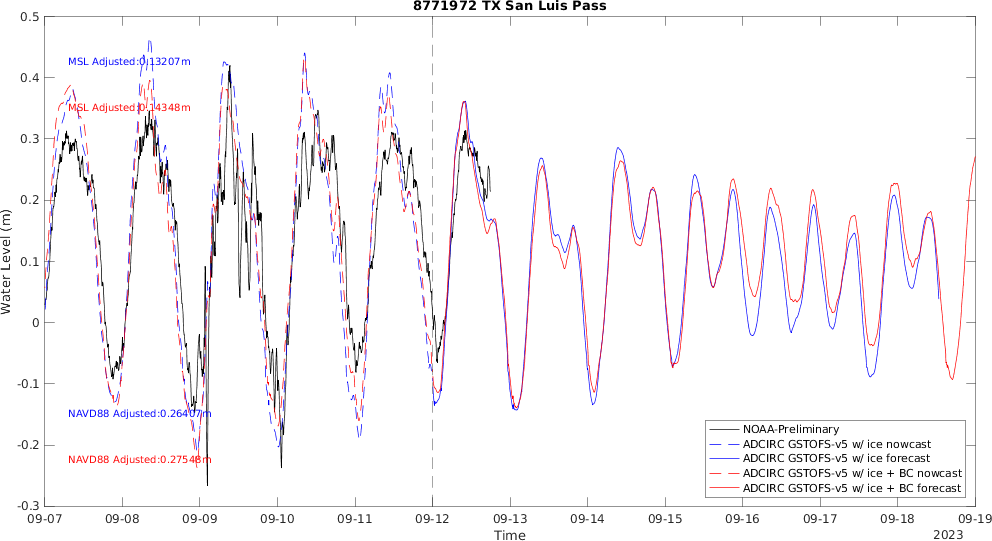 8771972 TX San Luis Pass
0.5
0.4
0.3
0.2
0.1
0
-0.1
-0.2
-0.3
Water Level (m)
MSL Adjusted:0.13207m
MSL Adjusted:0.14348m
NAVD88 Adjusted:0.26407m
NAVD88 Adjusted:0.27548m
NOAA-Preliminary
ADCIRC GSTOFS-v5 w/ ice nowcast
ADCIRC GSTOFS-v5 w/ ice forecast
ADCIRC GSTOFS-v5 w/ ice + BC nowcast
ADCIRC GSTOFS-v5 w/ ice + BC forecast
09-07 09-08 09-09 09-10 09-11 09-12 09-13 09-14 09-15 09-16 09-17 09-18 09-19
Time
2023